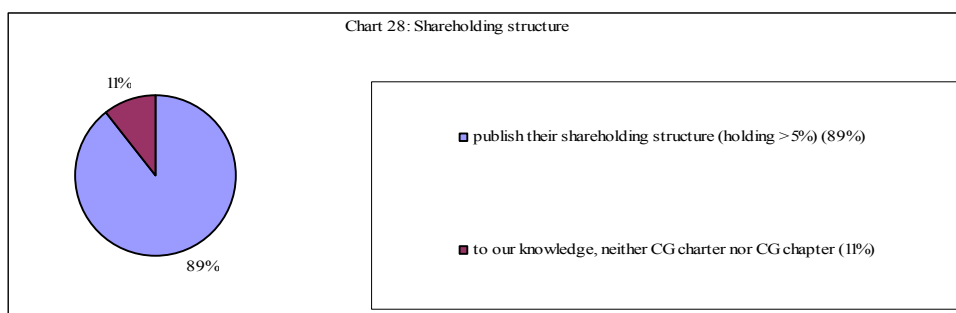 Chart 28: Shareholding structure
11%
publish their shareholding structure (holding >5%) (89%)
to our knowledge, neither CG charter nor CG chapter (11%)
89%